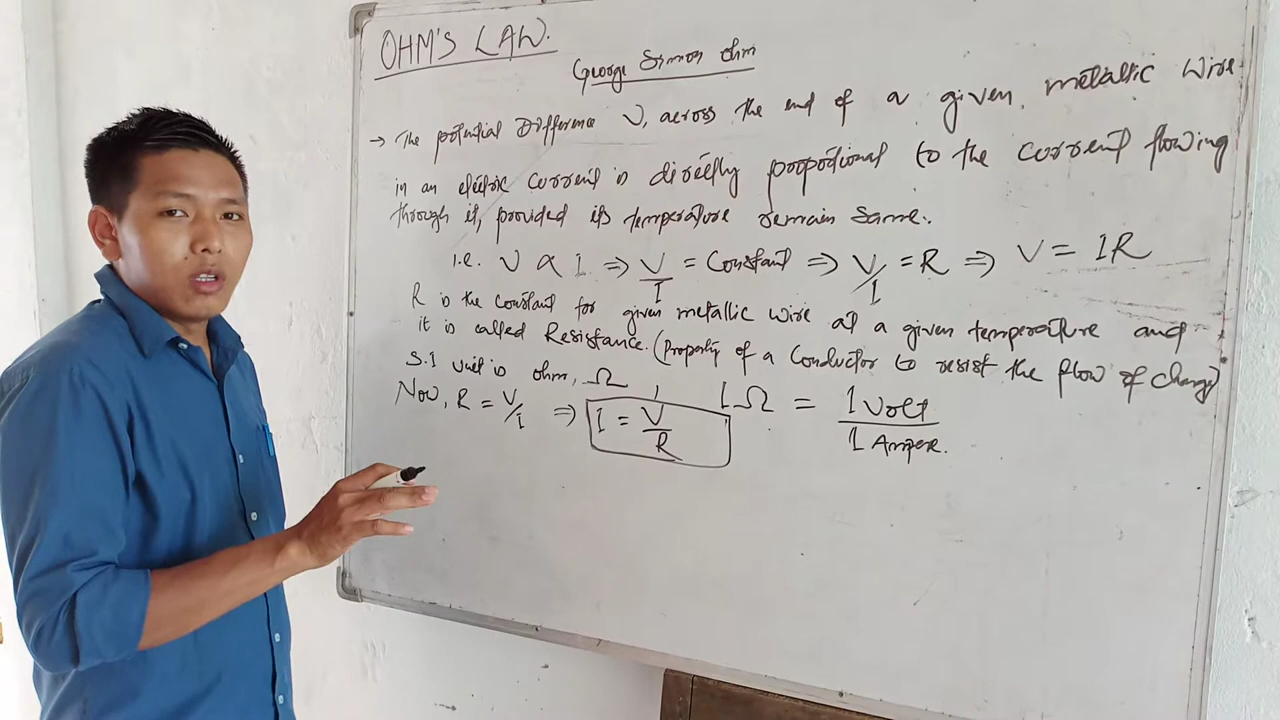 OHM'S LAW.
George Simon Ohm
→ The potential Difference V, across the end of a given metallic wire
in an electric current is directly proportional to the current flowing
through it, provided its temperature remain same.
i.e. V ∝ I ⇒ V/I = Constant ⇒ V/I = R ⇒ V = IR
R is the constant for given metallic wire at a given temperature and
it is called Resistance. (Property of a Conductor to resist the flow of charge)
S.I unit is ohm, Ω, 1Ω = 1 Volt / 1 Amper.
Now, R = V/I ⇒ I = V/R